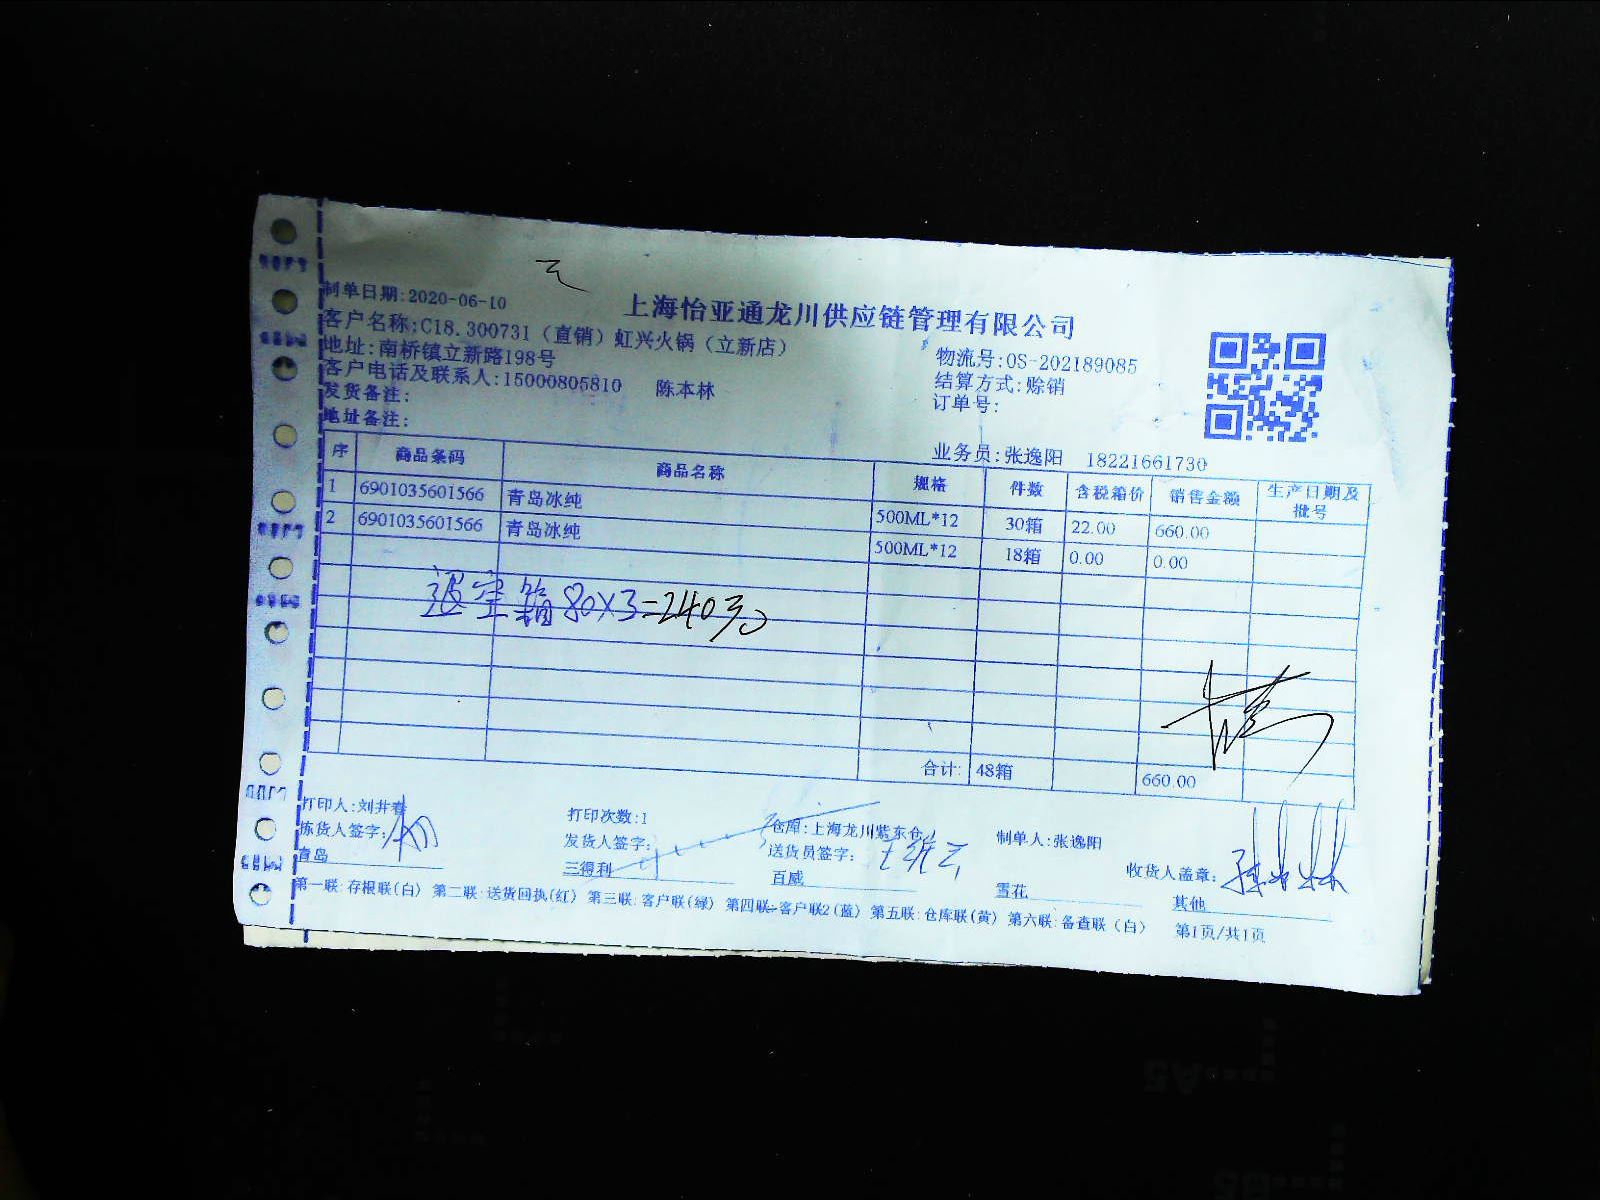 上海怡亚通龙川供应链管理有限公司
制单日期:2020-06-10
客户名称:C18.300731（直销）虹兴火锅（立新店）
物流号:OS-202189085
地址:南桥镇立新路198号
结算方式:赊销
客户电话及联系人:15000805810 陈本林
订单号:
发货备注:
地址备注:
业务员:张逸阳 18221661730
序 商品条码 商品名称 规格 件数 含税箱价 销售金额 生产日期及批号
1 6901035601566 青岛冰纯 500ML*12 30箱 22.00 660.00
2 6901035601566 青岛冰纯 500ML*12 18箱 0.00 0.00
退空箱80×3=240元
合计: 48箱 660.00
打印人:刘井春 打印次数:1 仓库:上海龙川紫东仓 制单人:张逸阳
拣货人签字: 发货人签字: 送货员签字: 收货人盖章:
青岛 三得利 百威 雪花 其他
第一联:存根联(白) 第二联:送货回执(红) 第三联:客户联(绿) 第四联:客户联2(蓝) 第五联:仓库联(黄) 第六联:备查联（白） 第1页/共1页